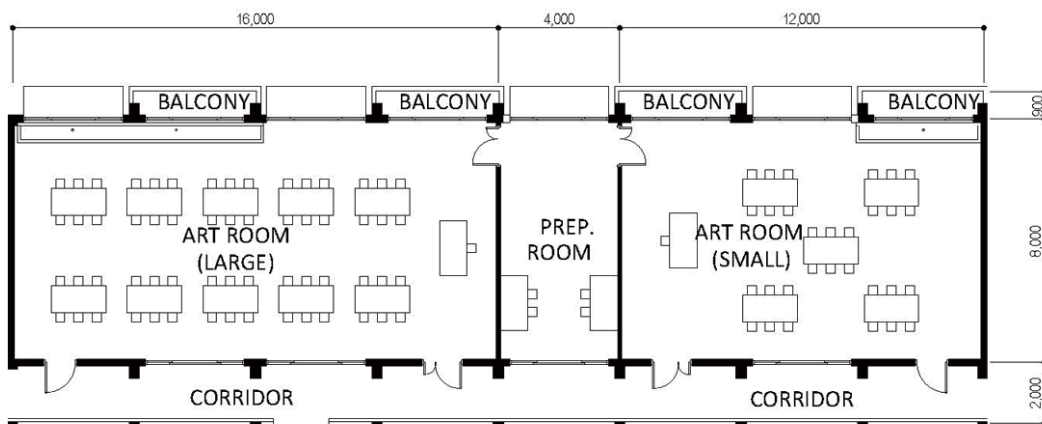 16,000
4,000
12,000
BALCONY
BALCONY
BALCONY
BALCONY
900
ART ROOM
(LARGE)
PREP.
ROOM
ART ROOM
(SMALL)
8,000
CORRIDOR
CORRIDOR
2,000